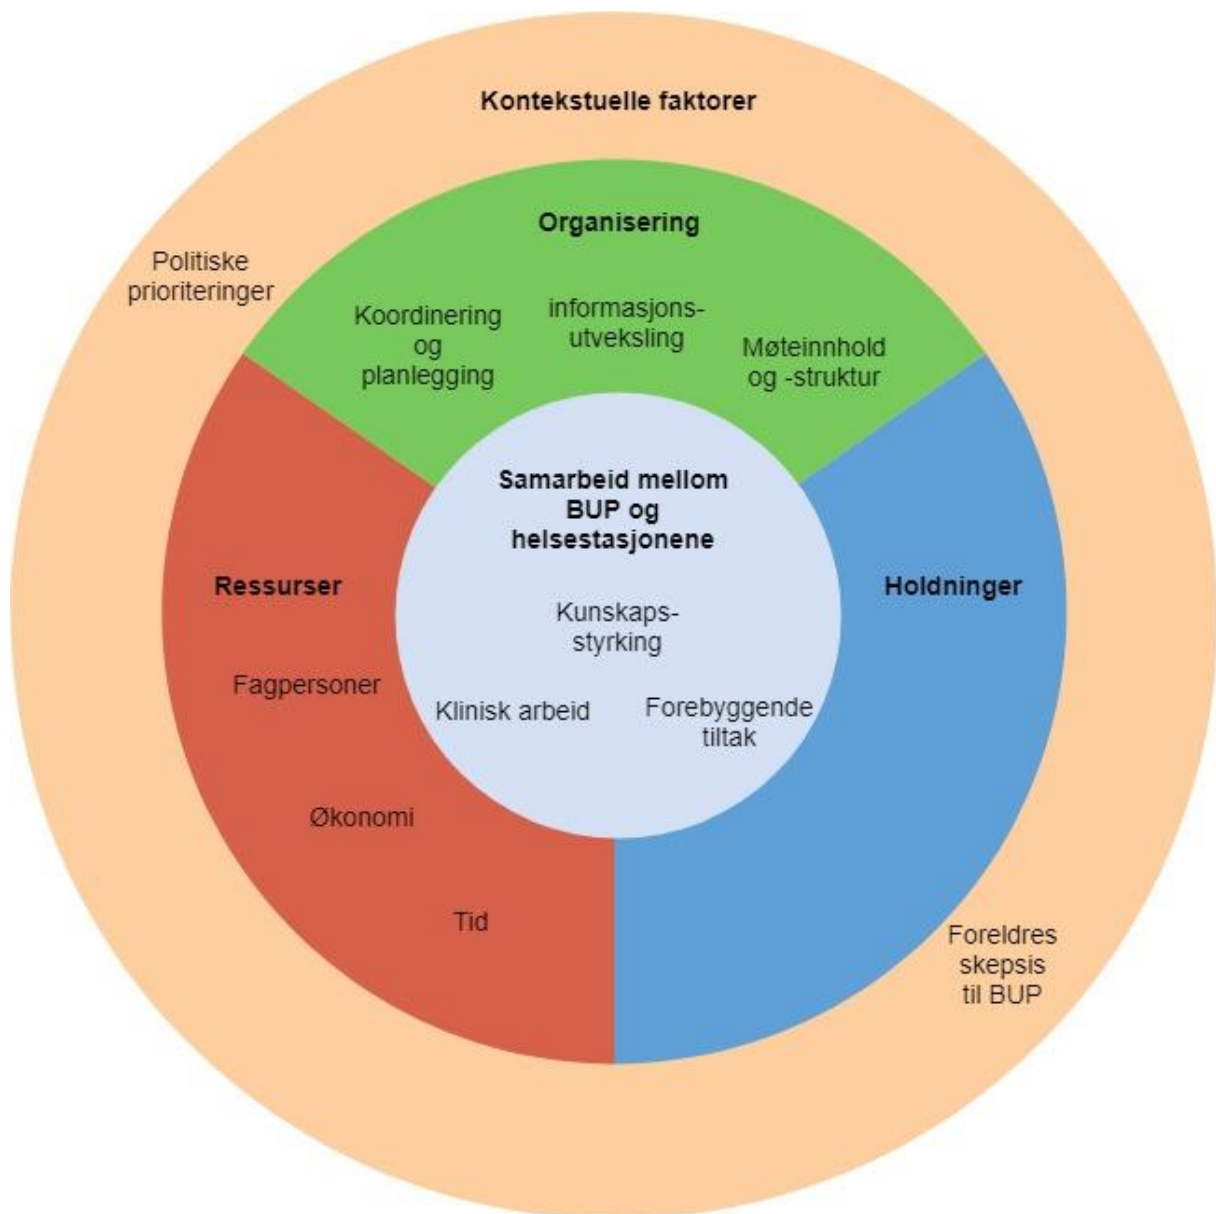 Kontekstuelle faktorer
Organisering
Politiske
prioriteringer
Koordinering
og
planlegging
informasjons-
utveksling
Møteinnhold
og -struktur
Samarbeid mellom
BUP og
helsestasjonene
Ressurser
Holdninger
Kunskaps-
styrking
Fagpersoner
Klinisk arbeid
Forebyggende
tiltak
Økonomi
Tid
Foreldres
skepsis
til BUP